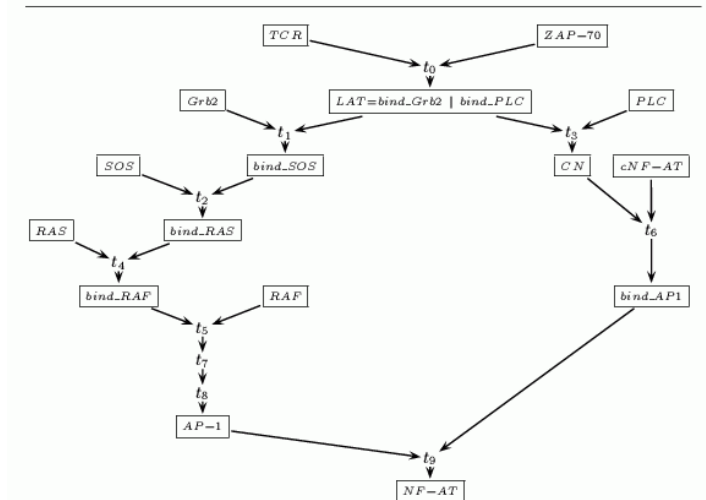 TCR ZAP−70
t0
Grb2 LAT=bind_Grb2 | bind_PLC PLC
t1 t3
SOS bind_SOS CN cNF−AT
t2
RAS bind_RAS t6
t4
bind_RAF RAF bind_AP1
t5
t7
t8
AP−1
t9
NF−AT